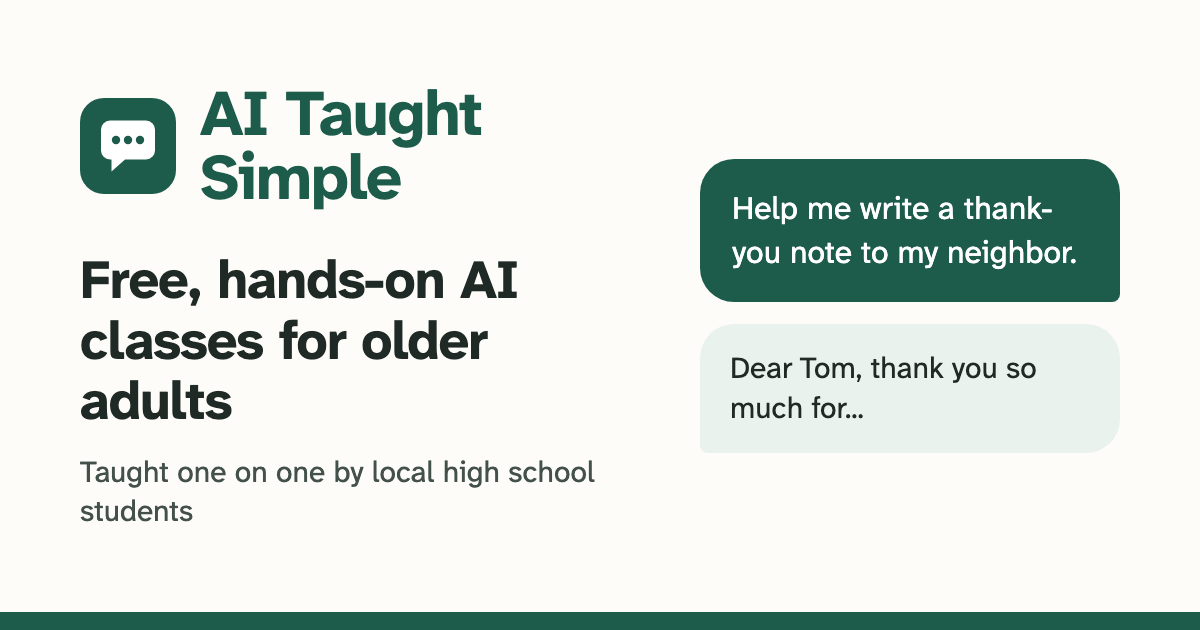 AI Taught
Simple
Free, hands-on AI
classes for older
adults
Taught one on one by local high school
students
Help me write a thank-
you note to my neighbor.
Dear Tom, thank you so
much for...